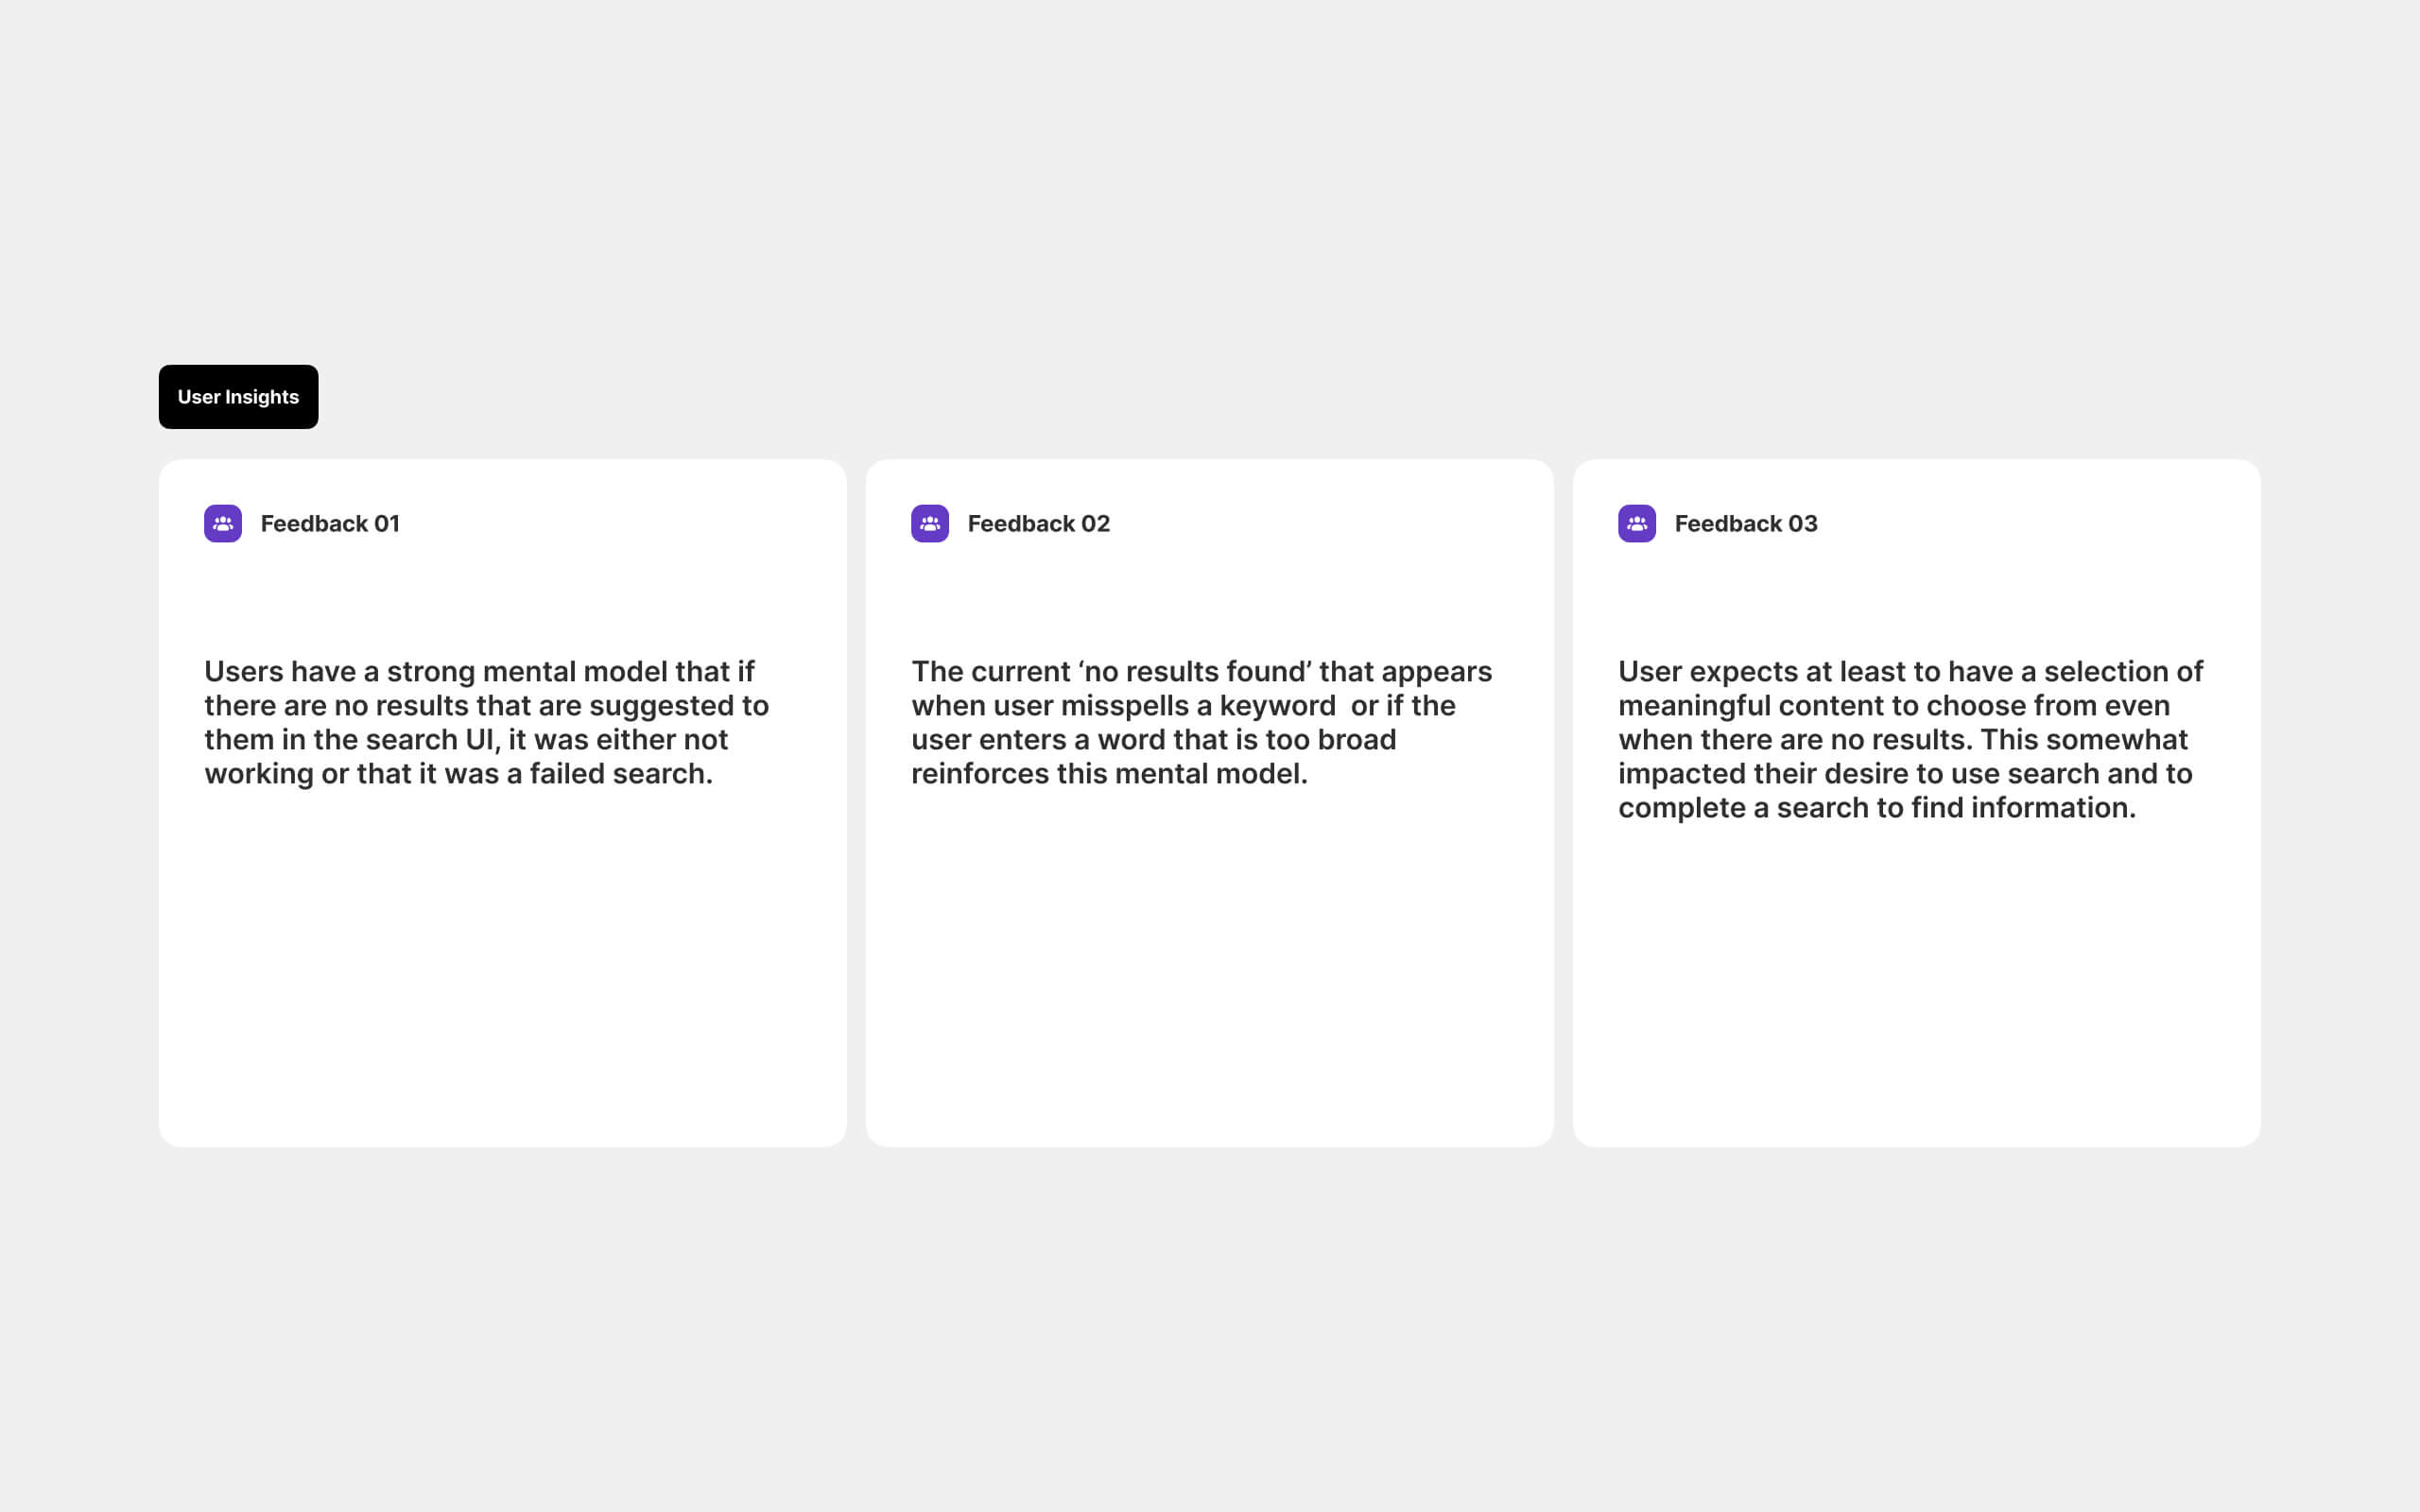 User Insights
Feedback 01
Users have a strong mental model that if
there are no results that are suggested to
them in the search UI, it was either not
working or that it was a failed search.
Feedback 02
The current ‘no results found’ that appears
when user misspells a keyword  or if the
user enters a word that is too broad
reinforces this mental model.
Feedback 03
User expects at least to have a selection of
meaningful content to choose from even
when there are no results. This somewhat
impacted their desire to use search and to
complete a search to find information.